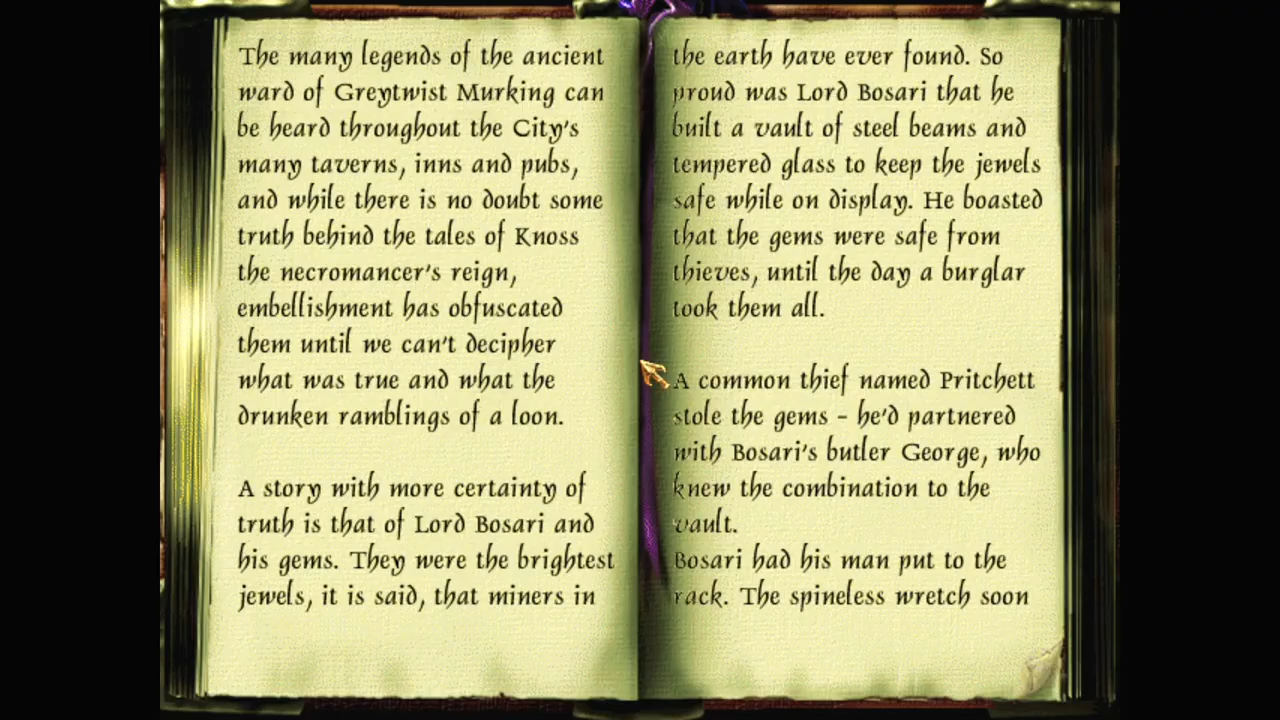 The many legends of the ancient
ward of Greytwist Murking can
be heard throughout the City's
many taverns, inns and pubs,
and while there is no doubt some
truth behind the tales of Knoss
the necromancer's reign,
embellishment has obfuscated
them until we can't decipher
what was true and what the
drunken ramblings of a loon.
A story with more certainty of
truth is that of Lord Bosari and
his gems. They were the brightest
jewels, it is said, that miners in
the earth have ever found. So
proud was Lord Bosari that he
built a vault of steel beams and
tempered glass to keep the jewels
safe while on display. He boasted
that the gems were safe from
thieves, until the day a burglar
took them all.
A common thief named Pritchett
stole the gems - he'd partnered
with Bosari's butler George, who
knew the combination to the
vault.
Bosari had his man put to the
rack. The spineless wretch soon